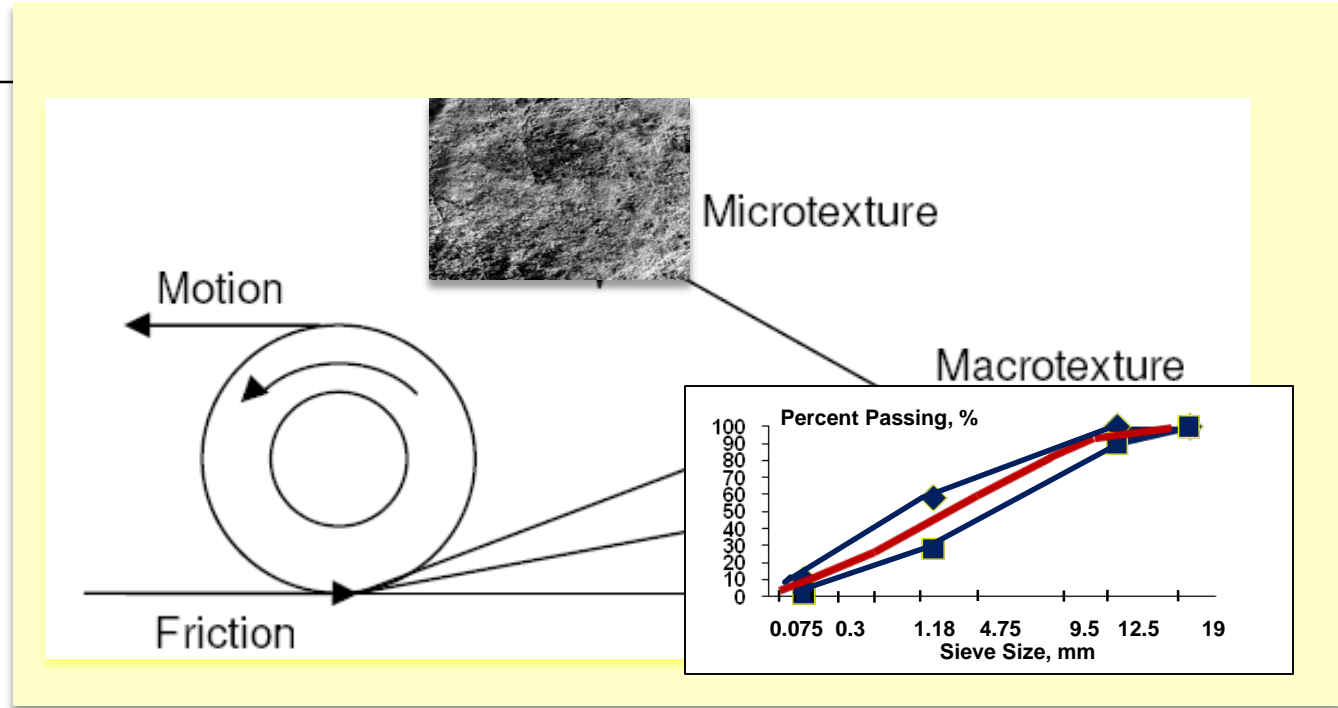 Microtexture
Motion
Macrotexture
Percent Passing, %
100
90
80
70
60
50
40
30
20
10
0
0.075 0.3 1.18 4.75 9.5 12.5 19
Sieve Size, mm
Friction